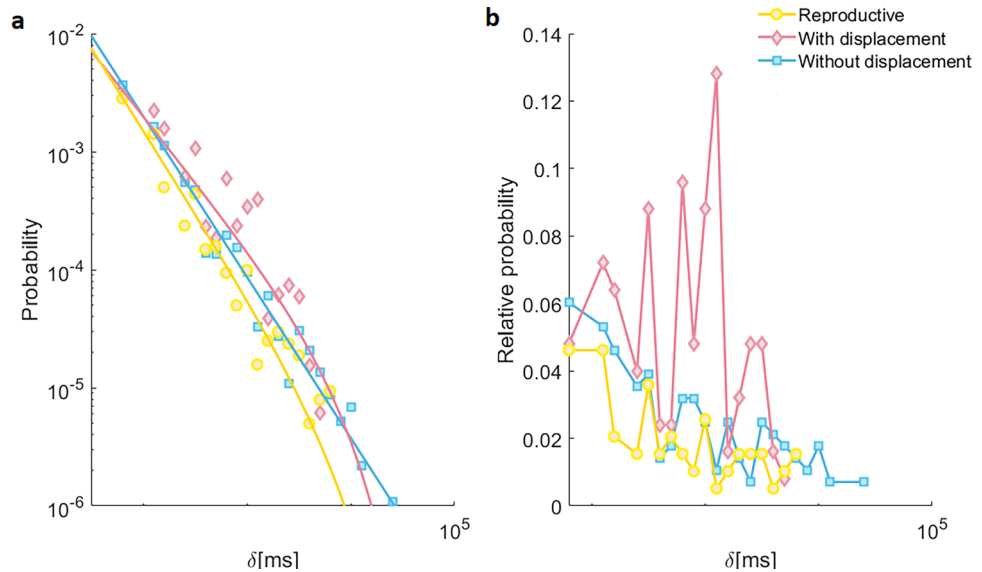 a
10^-2
10^-3
10^-4
10^-5
10^-6
Probability
10^5
δ[ms]
b
Reproductive
With displacement
Without displacement
0.14
0.12
0.1
0.08
0.06
0.04
0.02
0
Relative probability
10^5
δ[ms]